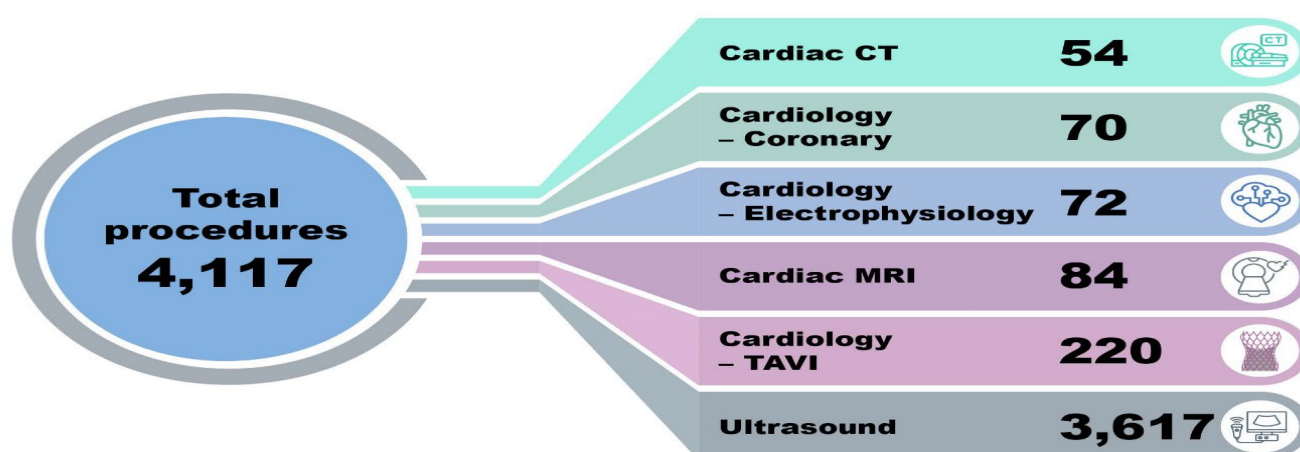 Total
procedures
4,117
Cardiac CT 54
CT
Cardiology
– Coronary 70
Cardiology
– Electrophysiology 72
Cardiac MRI 84
Cardiology
– TAVI 220
Ultrasound 3,617